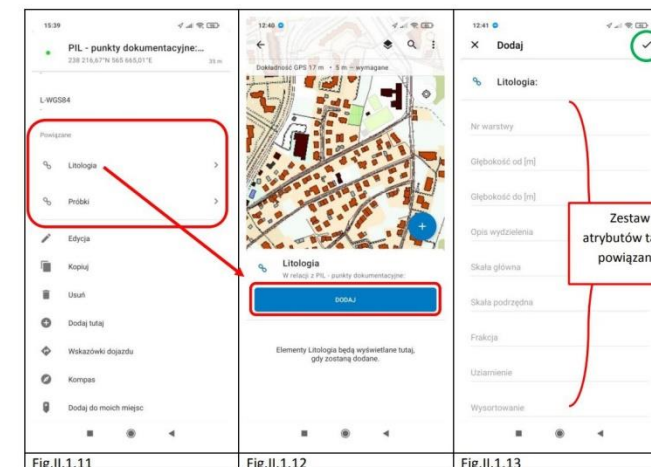 15:39
PIL - punkty dokumentacyjne:...
238 216,67°N 565 665,01°E
35 m
L-WGS84
Powiązane
Litologia
Próbki
Edycja
Kopiuj
Usuń
Dodaj tutaj
Wskazówki dojazdu
Kompas
Dodaj do moich miejsc
Fig.II.1.11
12:40
Dokładność GPS 17 m • 5 m – wymagane
Litologia
W relacji z PIL - punkty dokumentacyjne:
DODAJ
Elementy Litologia będą wyświetlane tutaj,
gdy zostaną dodane.
Fig.II.1.12
12:41
Dodaj
Litologia:
Nr warstwy
Głębokość od [m]
Głębokość do [m]
Opis wydzielenia
Skała główna
Skała podrzędna
Frakcja
Uziarnienie
Wysortowanie
Zestaw
atrybutów ta
powiązan
Fig.II.1.13